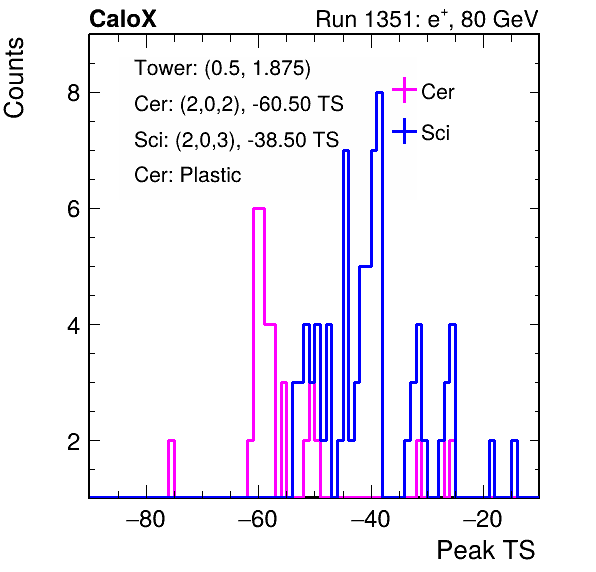 CaloX Run 1351: e⁺, 80 GeV
Counts
Tower: (0.5, 1.875)
Cer: (2,0,2), -60.50 TS
Sci: (2,0,3), -38.50 TS
Cer: Plastic
Cer
Sci
8
6
4
2
−80 −60 −40 −20
Peak TS